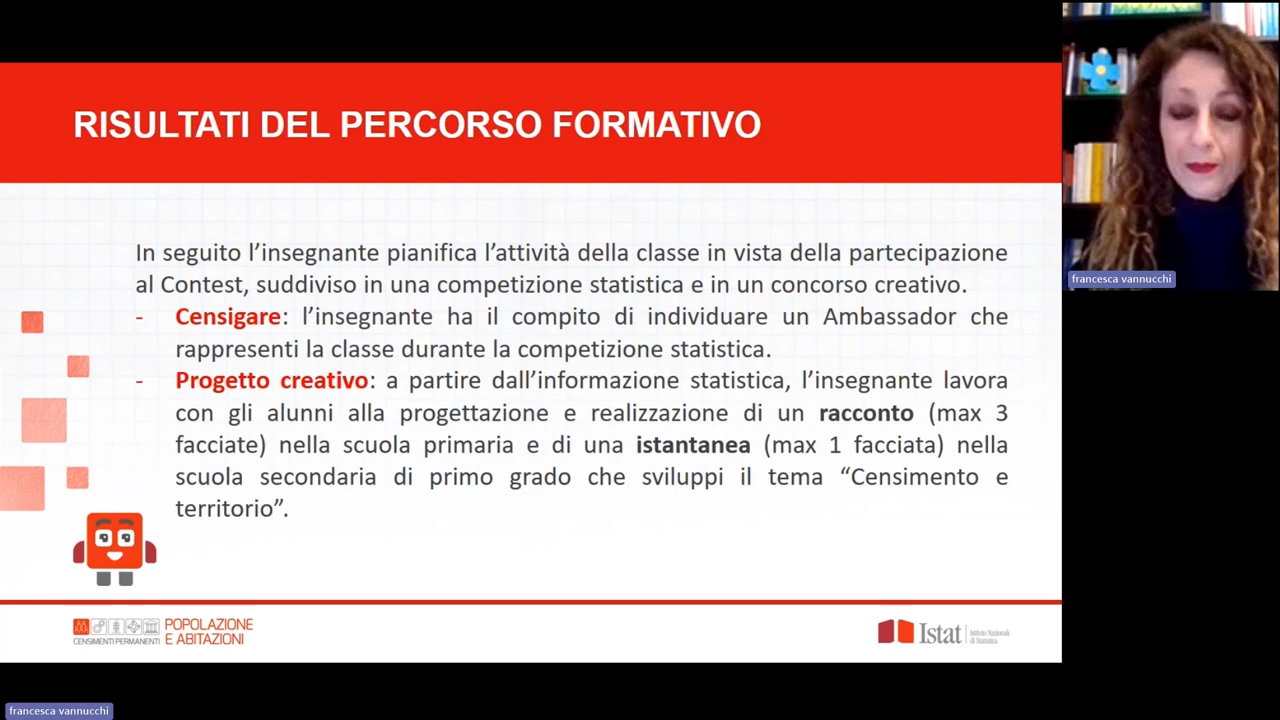 RISULTATI DEL PERCORSO FORMATIVO
In seguito l’insegnante pianifica l’attività della classe in vista della partecipazione
al Contest, suddiviso in una competizione statistica e in un concorso creativo.
- Censigare: l’insegnante ha il compito di individuare un Ambassador che
rappresenti la classe durante la competizione statistica.
- Progetto creativo: a partire dall’informazione statistica, l’insegnante lavora
con gli alunni alla progettazione e realizzazione di un racconto (max 3
facciate) nella scuola primaria e di una istantanea (max 1 facciata) nella
scuola secondaria di primo grado che sviluppi il tema “Censimento e
territorio”.
CENSIMENTI PERMANENTI
POPOLAZIONE
E ABITAZIONI
Istat
Istituto Nazionale
di Statistica
francesca vannucchi
francesca vannucchi